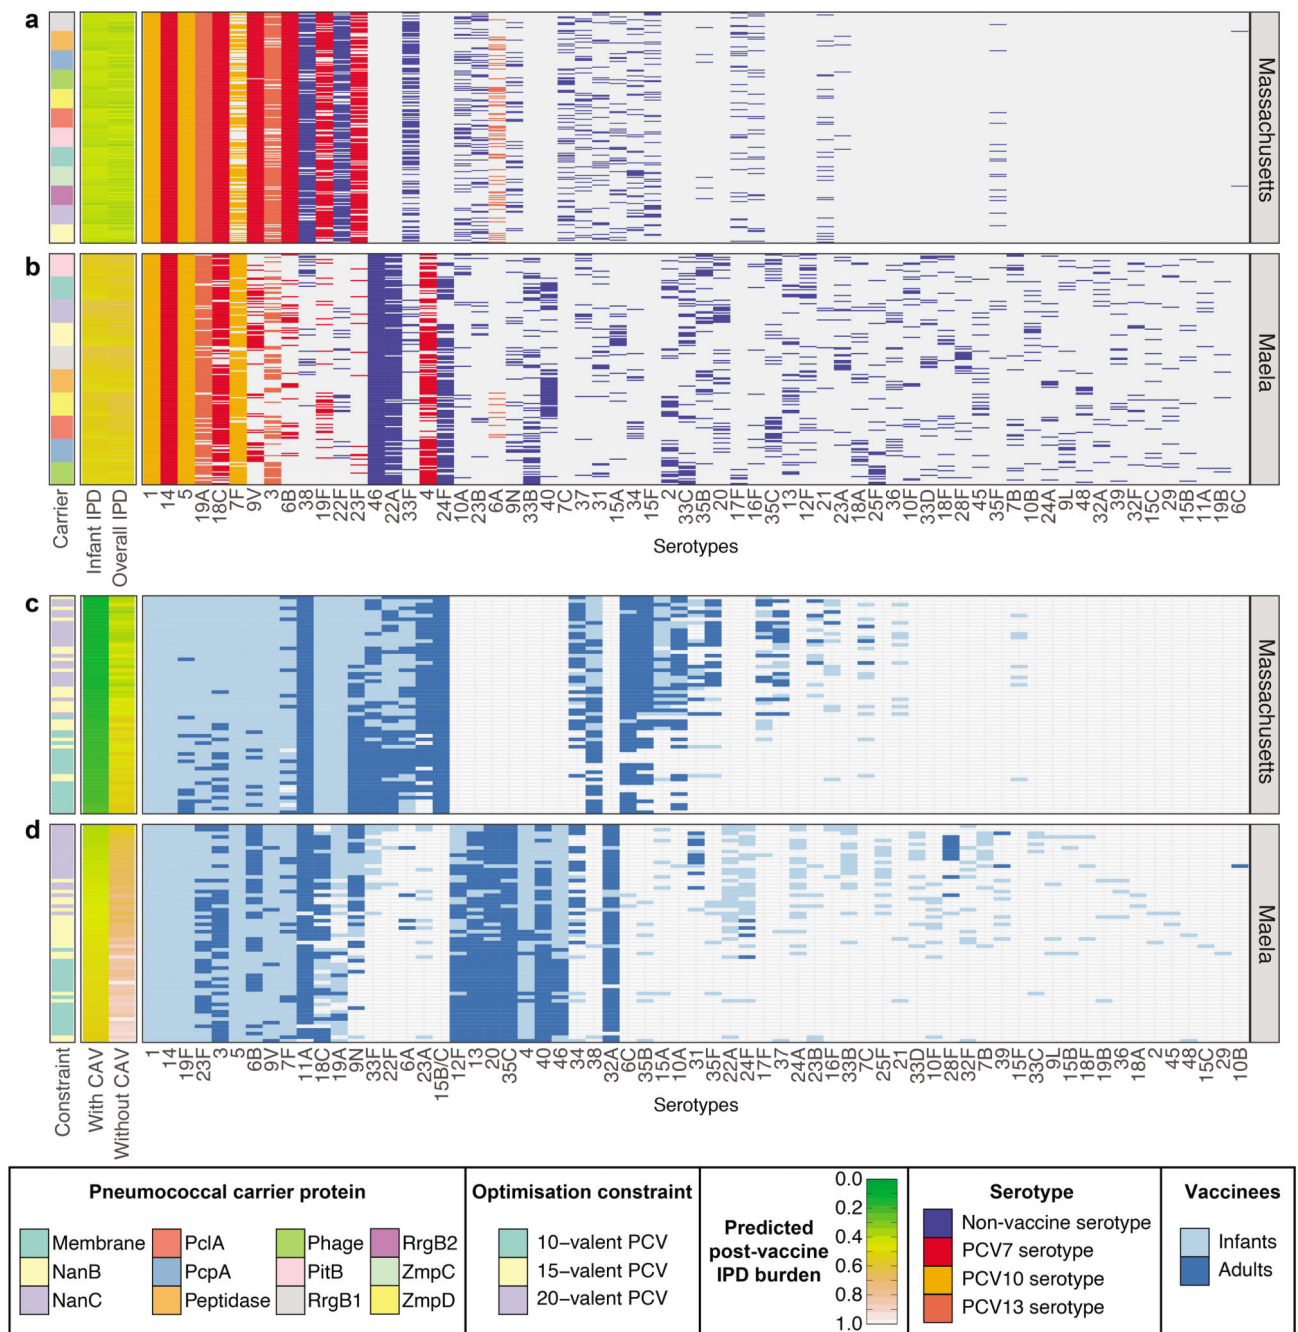 a
Massachusetts
b
Maela
Carrier
Infant IPD
Overall IPD
1 14 5 19A 18C 7F 9V 3 6B 38 19F 22F 23F 46 22A 33F 4 24F 10A 23B 6A 9N 33B 40 7C 37 31 15A 34 15F 2 33C 35B 20 17F 16F 35C 13 12F 21 23A 18A 25F 36 10F 33D 18F 28F 45 35F 7B 10B 24A 9L 48 32A 39 32F 15C 29 15B 11A 19B 6C
Serotypes
c
Massachusetts
d
Maela
Constraint
With CAV
Without CAV
1 14 19F 23F 3 5 6B 9V 7F 11A 18C 19A 9N 33F 22F 6A 23A 15B/C 12F 13 20 35C 4 40 46 34 38 32A 6C 35B 15A 10A 31 35F 22A 24F 17F 37 24A 23B 16F 33B 7C 25F 21 33D 10F 28F 32F 7B 39 15F 33C 9L 15B 18F 19B 36 18A 2 45 48 15C 29 10B
Serotypes
Pneumococcal carrier protein
Membrane PclA Phage RrgB2
NanB PcpA PitB ZmpC
NanC Peptidase RrgB1 ZmpD
Optimisation constraint
10−valent PCV
15−valent PCV
20−valent PCV
Predicted
post−vaccine
IPD burden
0.0
0.2
0.4
0.6
0.8
1.0
Serotype
Non−vaccine serotype
PCV7 serotype
PCV10 serotype
PCV13 serotype
Vaccinees
Infants
Adults